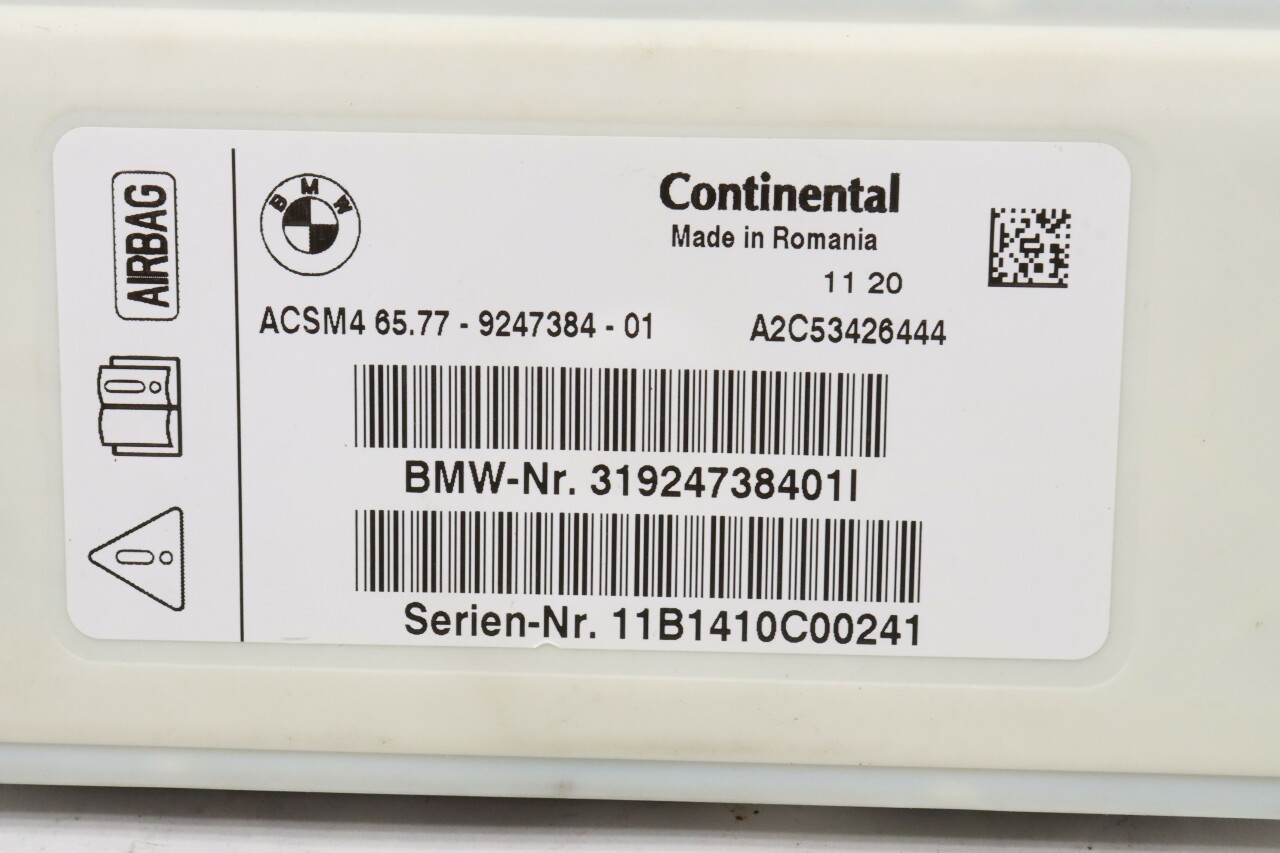 AIRBAG
BMW
Continental
Made in Romania
11 20
ACSM4 65.77 - 9247384 - 01 A2C53426444
BMW-Nr. 31924738401I
Serien-Nr. 11B1410C00241